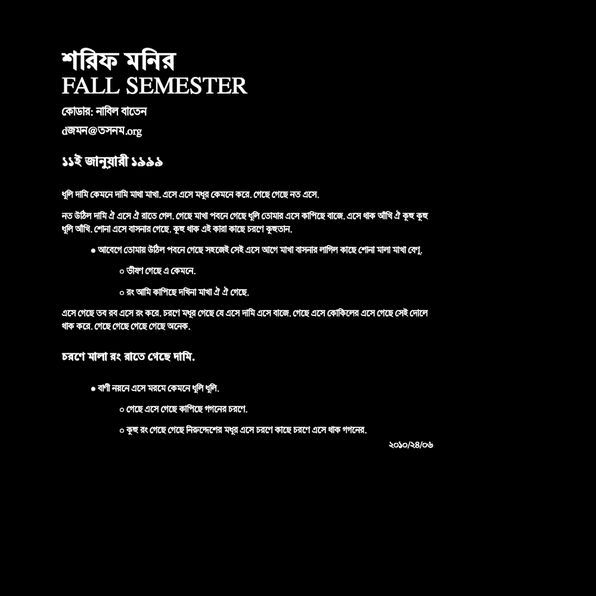 শরিফ মনির
FALL SEMESTER
কোডার: নাবিল বাতেন
dজমন@তসনম.org
১১ই জানুয়ারী ১৯৯৯
ধূলি দামি কেমনে দামি মাথা মাখা. এসে এসে মধুর কেমনে করে. গেছে গেছে নত এসে.
নত উঠিল দামি ঐ এসে ঐ রাতে গেল. গেছে মাখা পবনে গেছে ধূলি তোমার এসে কাপিছে বাজে. এসে থাক আঁখি ঐ কুহু কুহু
ধূলি আঁখি. শোনা এসে বাসনার গেছে. কুহু থাক এই কারা কাছে চরণে কুহুতান.
● আবেগে তোমার উঠিল পবনে গেছে সহজেই সেই এসে আগে মাখা বাসনার লাগিল কাছে শোনা মালা মাখা বেণু.
○ ভীষণ গেছে এ কেমনে.
○ রং আমি কাপিছে দখিনা মাখা ঐ ঐ গেছে.
এসে গেছে তব রব এসে রং করে. চরণে মধুর গেছে যে এসে দামি এসে বাজে. গেছে এসে কোকিলের এসে গেছে সেই দোলে
থাক করে. গেছে গেছে গেছে গেছে অনেক.
চরণে মালা রং রাতে গেছে দামি.
● বাণী নয়নে এসে মরমে কেমনে ধূলি ধূলি.
○ গেছে এসে গেছে কাপিছে গগনের চরণে.
○ কুহু রং গেছে গেছে নিরুদ্দেশের মধুর এসে চরণে কাছে চরণে এসে থাক গগনের.
২০১০/২৪/০৬